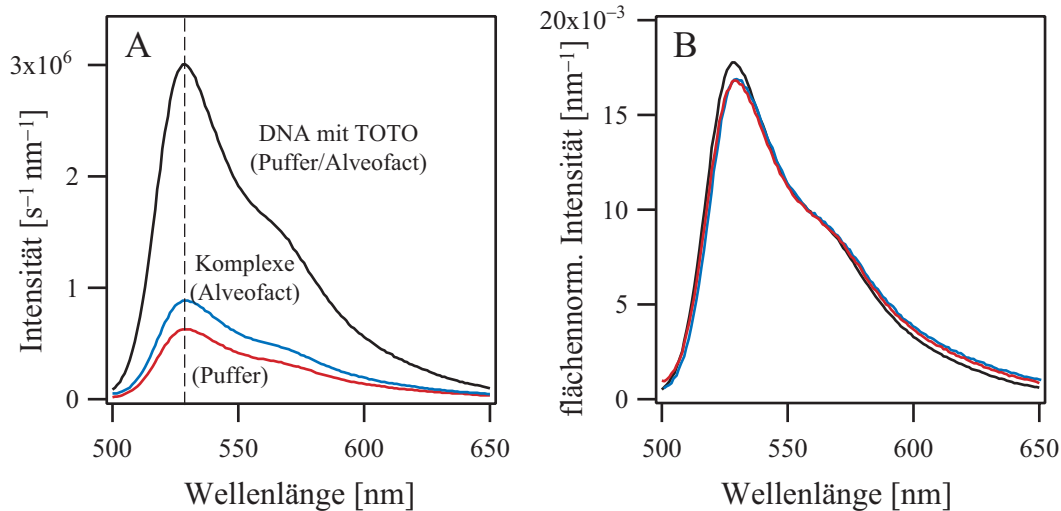 A
Intensität [s⁻¹ nm⁻¹]
3x10⁶
2
1
0
DNA mit TOTO
(Puffer/Alveofact)
Komplexe
(Alveofact)
(Puffer)
500
550
600
650
Wellenlänge [nm]
B
flächennorm. Intensität [nm⁻¹]
20x10⁻³
15
10
5
0
500
550
600
650
Wellenlänge [nm]